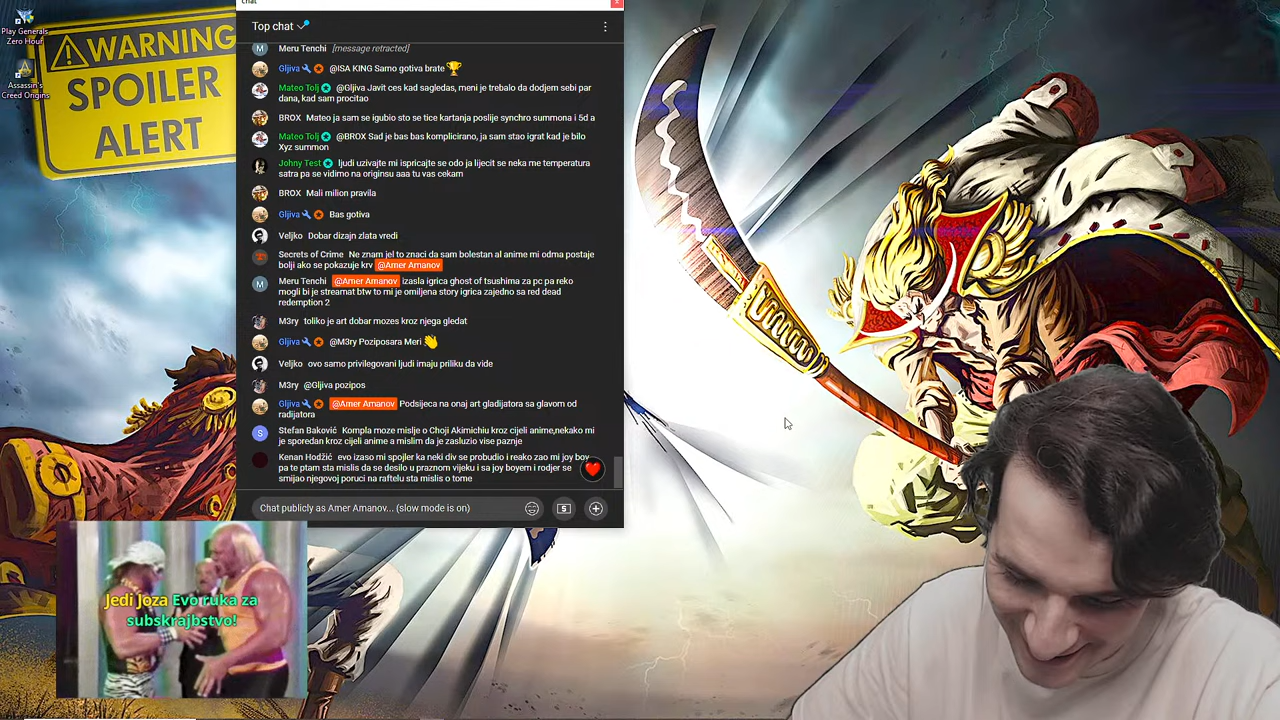 Play Generals
Zero Hour
Assassin's
Creed Origins
WARNING
SPOILER
ALERT
Chat
Top chat
Meru Tenchi [message retracted]
Gljiva @ISA KING Samo gotiva brate
Mateo Tolj @Gljiva Javit ces kad sagledas, meni je trebalo da dodjem sebi par
dana, kad sam procitao
BROX Mateo ja sam se igubio sto se tice kartanja poslije synchro summona i 5d a
Mateo Tolj @BROX Sad je bas bas komplicirano, ja sam stao igrat kad je bilo
Xyz summon
Johny Test ljudi uzivajte mi ispricajte se odo ja lijecit se neka me temperatura
satra pa se vidimo na originsu aaa tu vas cekam
BROX Mali milion pravila
Gljiva Bas gotiva
Veljko Dobar dizajn zlata vredi
Secrets of Crime Ne znam jel to znaci da sam bolestan al anime mi odma postaje
bolji ako se pokazuje krv @Amer Amanov
M Meru Tenchi @Amer Amanov Izasla igrica ghost of tsushima za pc pa reko
mogli bi je streamat btw to mi je omiljena story igrica zajedno sa red dead
redemption 2
M3ry toliko je art dobar mozes kroz njega gledat
Gljiva @M3ry Poziposara Meri
Veljko ovo samo privilegovani ljudi imaju priliku da vide
M3ry @Gljiva pozipos
Gljiva @Amer Amanov Podsijeca na onaj art gladijatora sa glavom od
radijatora
S Stefan Baković Kompla moze mislje o Choji Akimichiu kroz cijeli anime,nekako mi
je sporedan kroz cijeli anime a mislim da je zasluzio vise paznje
Kenan Hodžić evo izaso mi spojler ka neki div se probudio i reako zao mi joy boy
pa te ptam sta mislis da se desilo u praznom vijeku i sa joy boyem i rodjer se
smijao njegovoj poruci na raftelu sta mislis o tome
Chat publicly as Amer Amanov... (slow mode is on)
Jedi Joza Evo ruka za
subskrajbstvo!